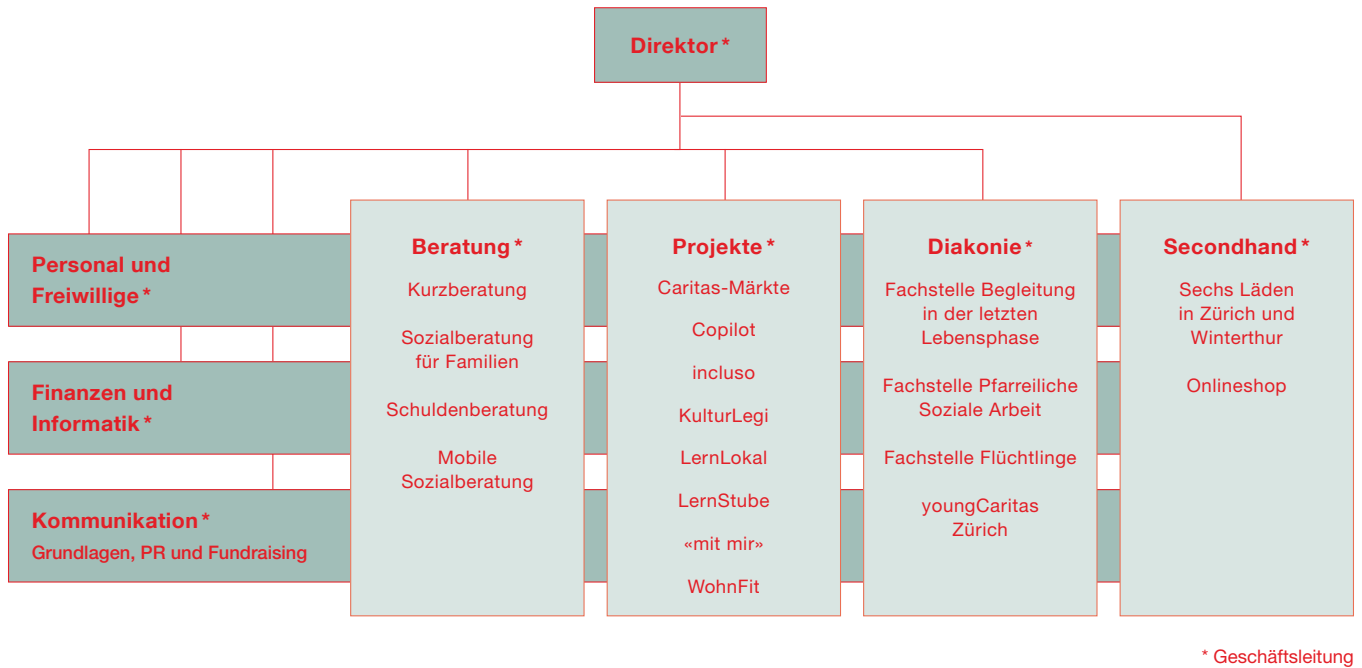 Direktor *
Personal und
Freiwillige *
Finanzen und
Informatik *
Kommunikation *
Grundlagen, PR und Fundraising
Beratung *
Kurzberatung
Sozialberatung
für Familien
Schuldenberatung
Mobile
Sozialberatung
Projekte *
Caritas-Märkte
Copilot
incluso
KulturLegi
LernLokal
LernStube
«mit mir»
WohnFit
Diakonie *
Fachstelle Begleitung
in der letzten
Lebensphase
Fachstelle Pfarreiliche
Soziale Arbeit
Fachstelle Flüchtlinge
youngCaritas
Zürich
Secondhand *
Sechs Läden
in Zürich und
Winterthur
Onlineshop
* Geschäftsleitung